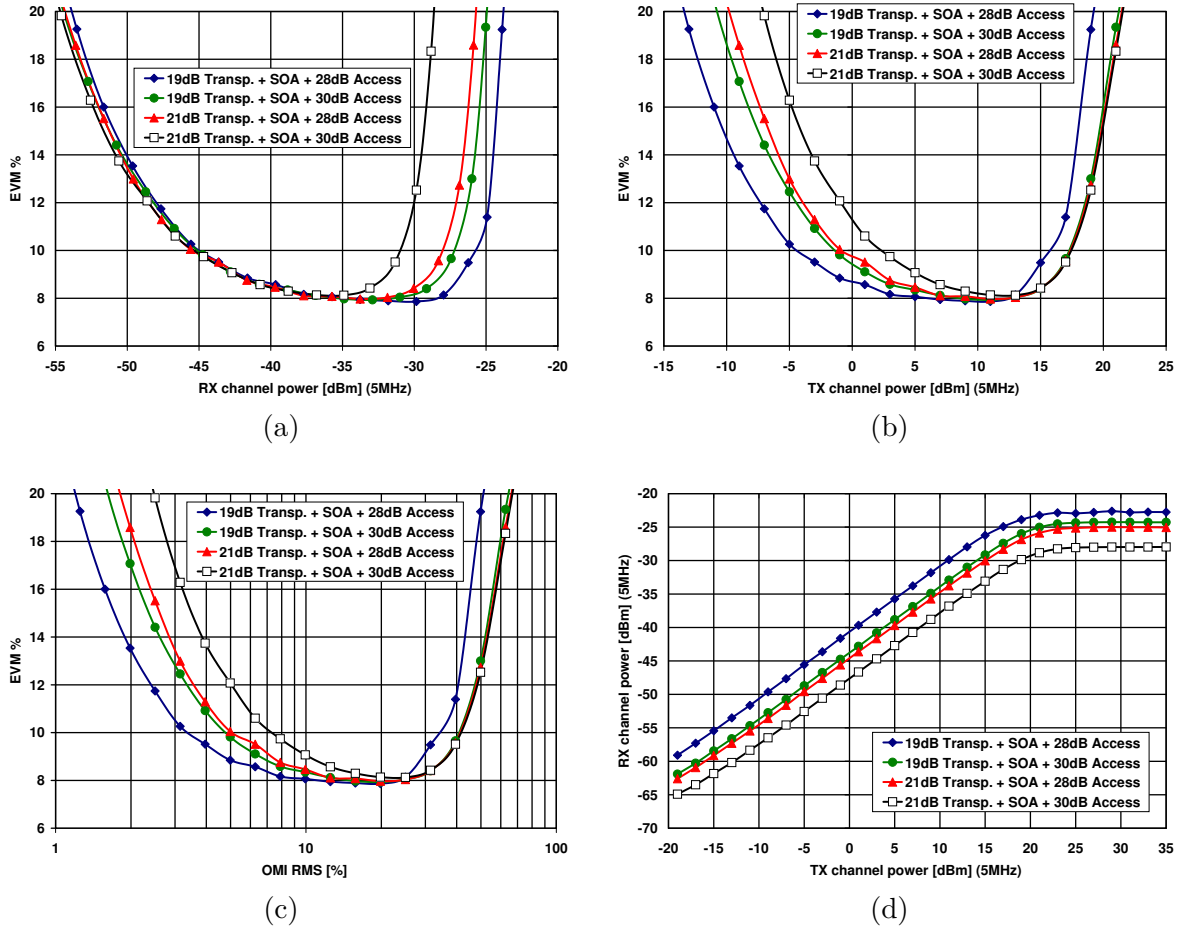 20
18
16
14
12
10
8
6
EVM %
-55
-50
-45
-40
-35
-30
-25
-20
RX channel power [dBm] (5MHz)
19dB Transp. + SOA + 28dB Access
19dB Transp. + SOA + 30dB Access
21dB Transp. + SOA + 28dB Access
21dB Transp. + SOA + 30dB Access
(a)
20
18
16
14
12
10
8
6
EVM %
-15
-10
-5
0
5
10
15
20
25
TX channel power [dBm] (5MHz)
19dB Transp. + SOA + 28dB Access
19dB Transp. + SOA + 30dB Access
21dB Transp. + SOA + 28dB Access
21dB Transp. + SOA + 30dB Access
(b)
20
18
16
14
12
10
8
6
EVM %
1
10
100
OMI RMS [%]
19dB Transp. + SOA + 28dB Access
19dB Transp. + SOA + 30dB Access
21dB Transp. + SOA + 28dB Access
21dB Transp. + SOA + 30dB Access
(c)
-20
-25
-30
-35
-40
-45
-50
-55
-60
-65
-70
RX channel power [dBm] (5MHz)
-20
-15
-10
-5
0
5
10
15
20
25
30
35
TX channel power [dBm] (5MHz)
19dB Transp. + SOA + 28dB Access
19dB Transp. + SOA + 30dB Access
21dB Transp. + SOA + 28dB Access
21dB Transp. + SOA + 30dB Access
(d)